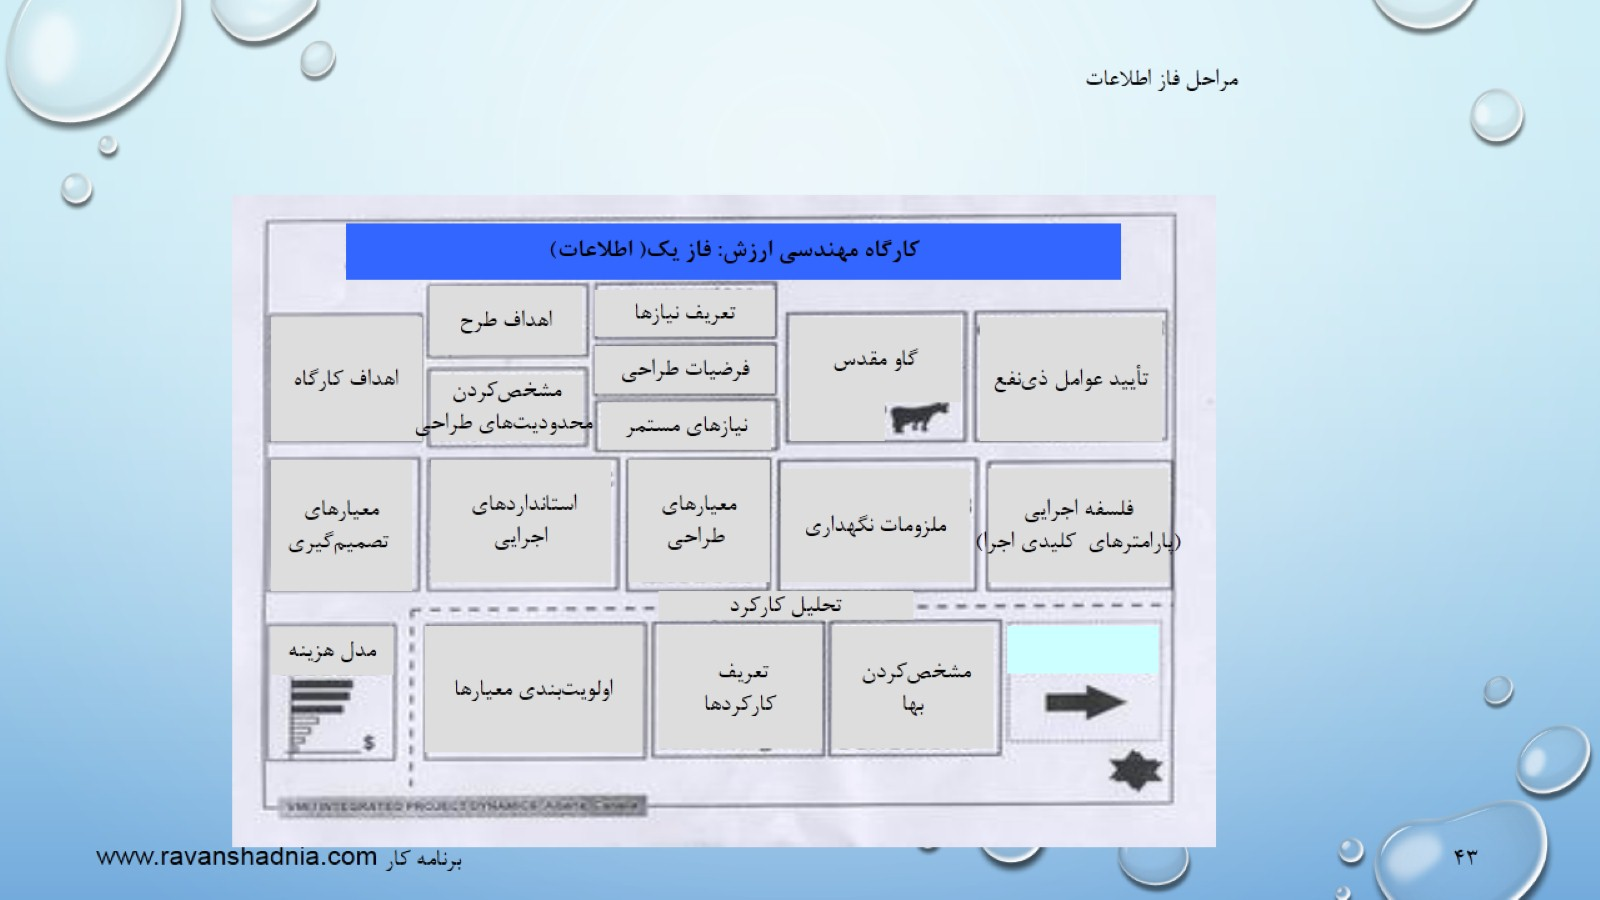 مراحل فاز اطلاعات
کارگاه مهندسی ارزش: فاز یک( اطلاعات)
تأیید عوامل ذی‌نفع
گاو مقدس
تعریف نیازها
فرضیات طراحی
نیازهای مستمر
اهداف طرح
مشخص‌کردن
محدودیت‌های طراحی
اهداف کارگاه
فلسفه اجرایی
(پارامترهای کلیدی اجرا)
ملزومات نگهداری
معیارهای
طراحی
استانداردهای
اجرایی
معیارهای
تصمیم‌گیری
تحلیل کارکرد
مشخص‌کردن
بها
تعریف
کارکردها
اولویت‌بندی معیارها
مدل هزینه
$
INTEGRATED PROJECT DYNAMICS
برنامه کار www.ravanshadnia.com
۴۳